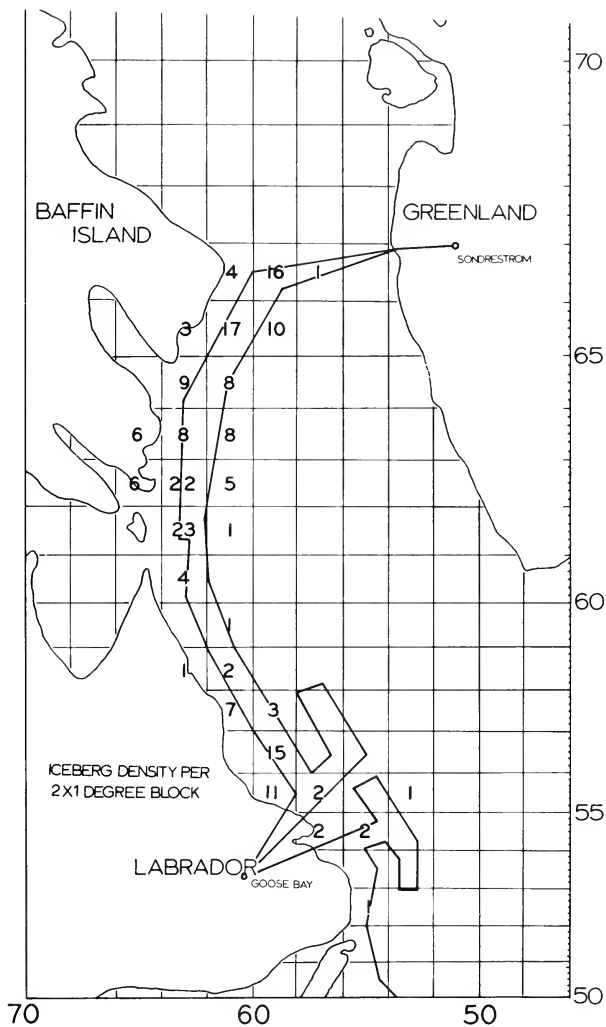 70
BAFFIN
ISLAND
GREENLAND
SONDRESTROM
4 16 1
3 17 10
65
9 8
6 8 8
6 22 5
23 1
4
60
1
1 2
7 3
15
ICEBERG DENSITY PER
2X1 DEGREE BLOCK
11 2 1
55
2 2
LABRADOR
GOOSE BAY
1
50
70 60 50